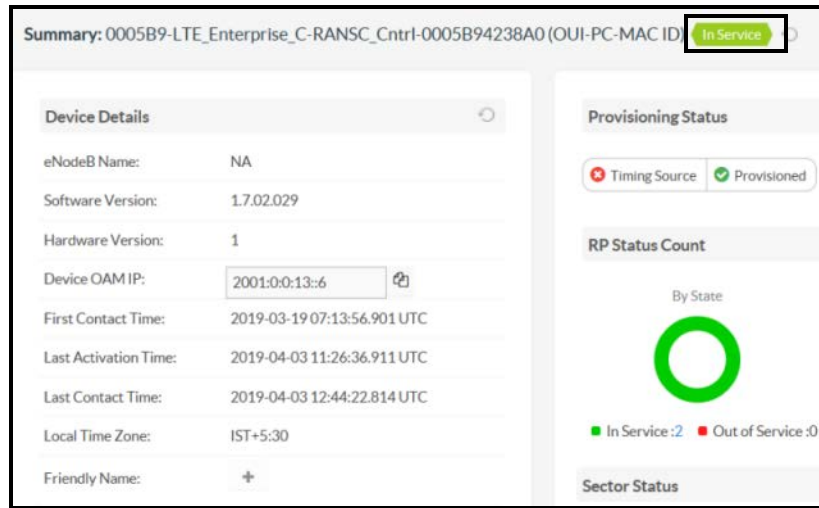 Summary: 0005B9-LTE_Enterprise_C-RANSC_Cntrl-0005B94238A0 (OUI-PC-MAC ID) In Service
Device Details
eNodeB Name: NA
Software Version: 1.7.02.029
Hardware Version: 1
Device OAM IP: 2001:0:0:13::6
First Contact Time: 2019-03-19 07:13:56.901 UTC
Last Activation Time: 2019-04-03 11:26:36.911 UTC
Last Contact Time: 2019-04-03 12:44:22.814 UTC
Local Time Zone: IST+5:30
Friendly Name: +
Provisioning Status
Timing Source Provisioned
RP Status Count
By State
In Service :2 Out of Service :0
Sector Status